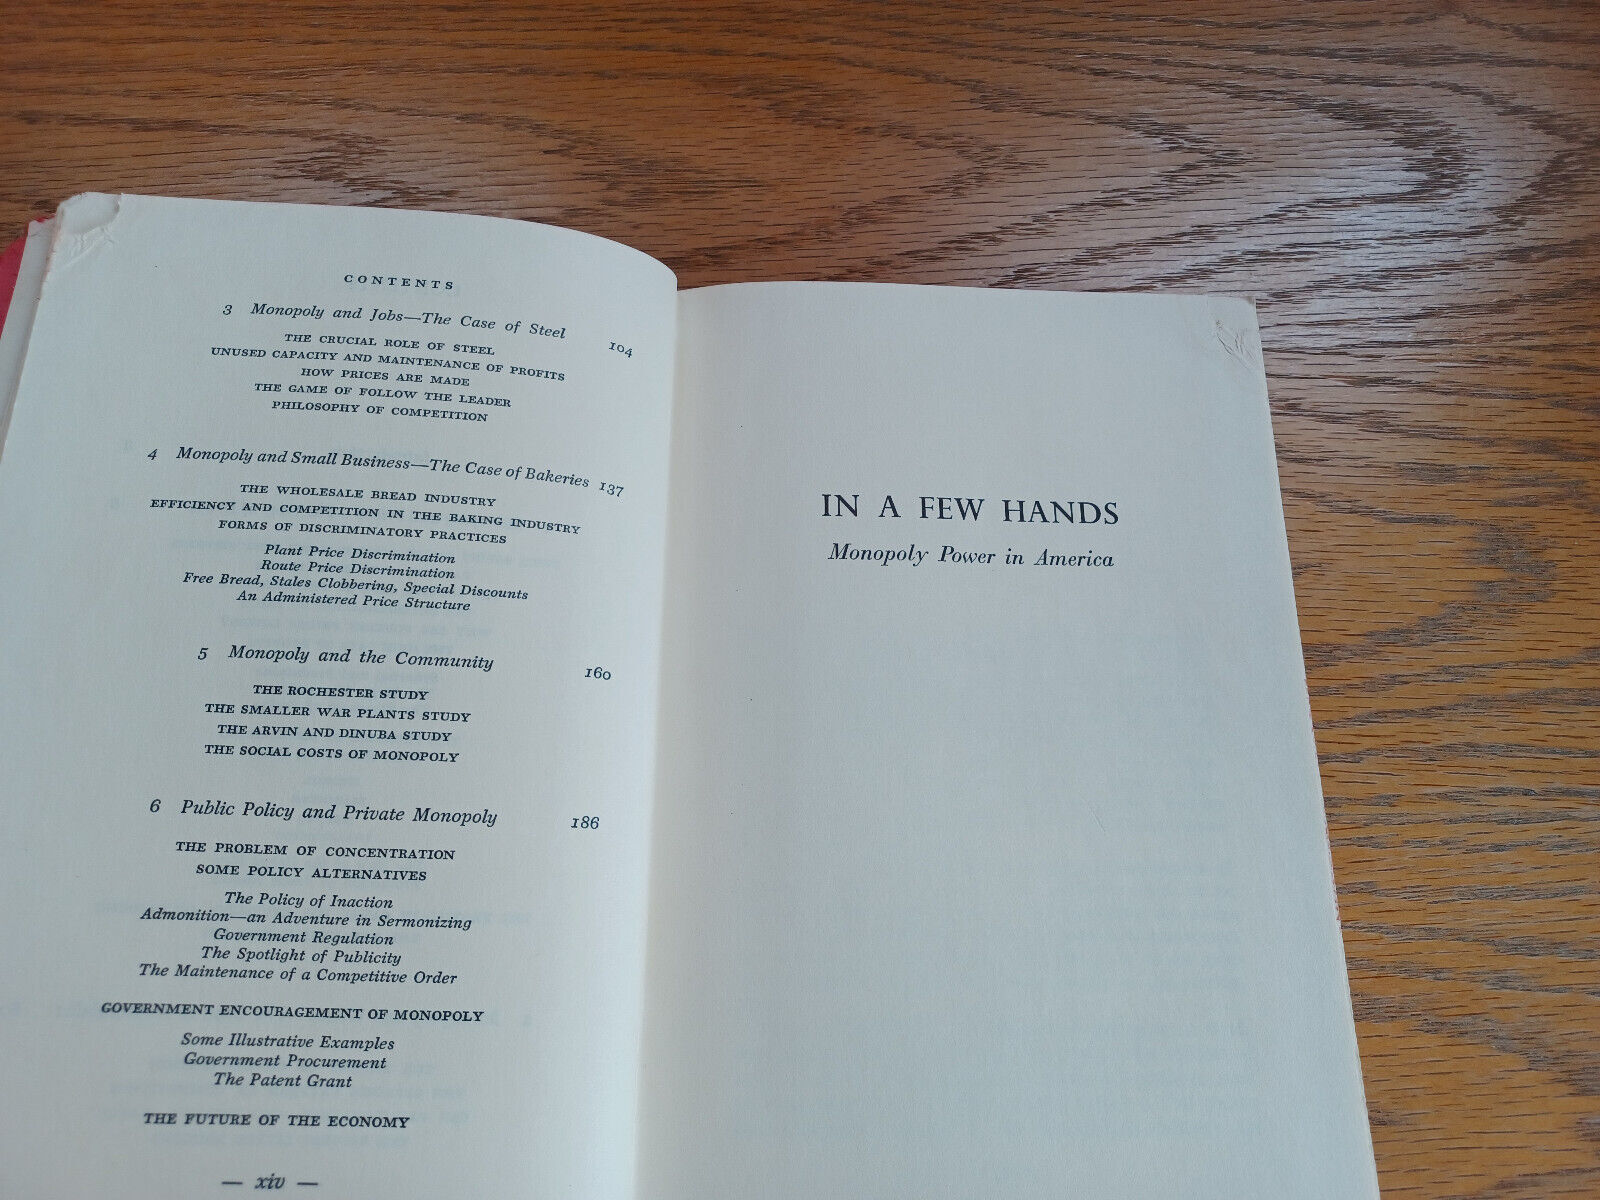 CONTENTS
3 Monopoly and Jobs—The Case of Steel 104
THE CRUCIAL ROLE OF STEEL
UNUSED CAPACITY AND MAINTENANCE OF PROFITS
HOW PRICES ARE MADE
THE GAME OF FOLLOW THE LEADER
PHILOSOPHY OF COMPETITION
4 Monopoly and Small Business—The Case of Bakeries 137
THE WHOLESALE BREAD INDUSTRY
EFFICIENCY AND COMPETITION IN THE BAKING INDUSTRY
FORMS OF DISCRIMINATORY PRACTICES
Plant Price Discrimination
Route Price Discrimination
Free Bread, Stales Clobbering, Special Discounts
An Administered Price Structure
5 Monopoly and the Community 160
THE ROCHESTER STUDY
THE SMALLER WAR PLANTS STUDY
THE ARVIN AND DINUBA STUDY
THE SOCIAL COSTS OF MONOPOLY
6 Public Policy and Private Monopoly 186
THE PROBLEM OF CONCENTRATION
SOME POLICY ALTERNATIVES
The Policy of Inaction
Admonition—an Adventure in Sermonizing
Government Regulation
The Spotlight of Publicity
The Maintenance of a Competitive Order
GOVERNMENT ENCOURAGEMENT OF MONOPOLY
Some Illustrative Examples
Government Procurement
The Patent Grant
THE FUTURE OF THE ECONOMY
— xiv —
IN A FEW HANDS
Monopoly Power in America